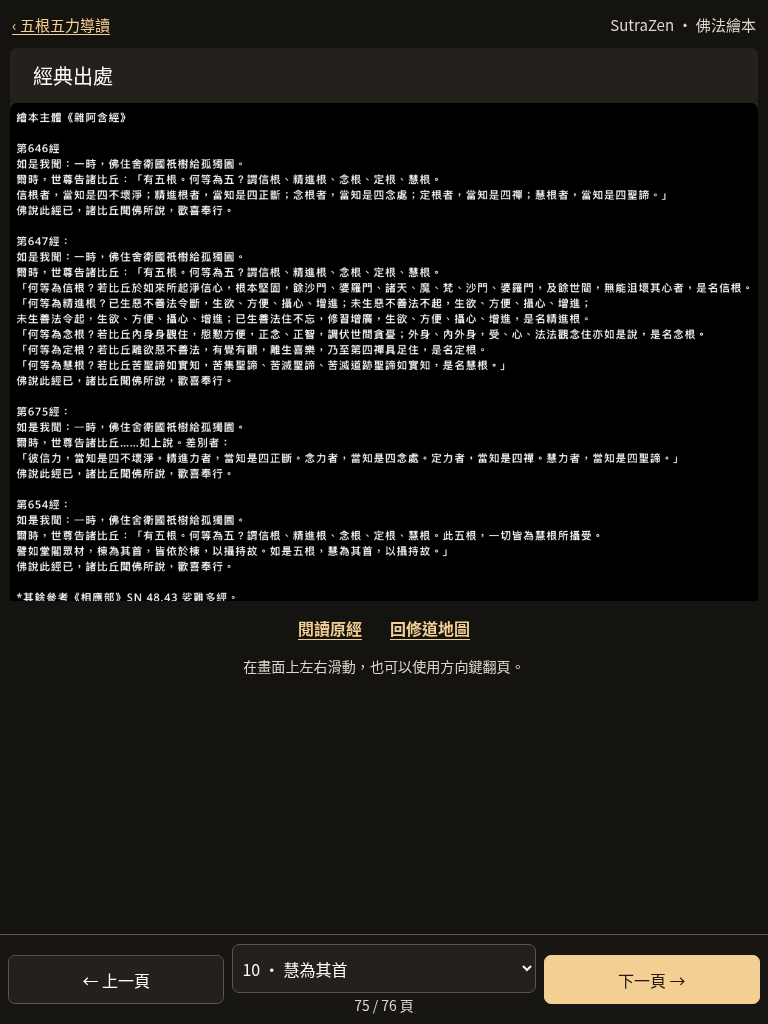 ‹ 五根五力導讀
SutraZen · 佛法繪本
經典出處
繪本主體《雜阿含經》
第646經
如是我聞：一時，佛住舍衛國祇樹給孤獨園。
爾時，世尊告諸比丘：「有五根。何等為五？謂信根、精進根、念根、定根、慧根。
信根者，當知是四不壞淨；精進根者，當知是四正斷；念根者，當知是四念處；定根者，當知是四禪；慧根者，當知是四聖諦。」
佛說此經已，諸比丘聞佛所說，歡喜奉行。
第647經：
如是我聞：一時，佛住舍衛國祇樹給孤獨園。
爾時，世尊告諸比丘：「有五根。何等為五？謂信根、精進根、念根、定根、慧根。
「何等為信根？若比丘於如來所起淨信心，根本堅固，餘沙門、婆羅門、諸天、魔、梵、沙門、婆羅門，及餘世間，無能沮壞其心者，是名信根。
「何等為精進根？已生惡不善法令斷，生欲、方便、攝心、增進；未生惡不善法不起，生欲、方便、攝心、增進；
未生善法令起，生欲、方便、攝心、增進；已生善法住不忘，修習增廣，生欲、方便、攝心、增進，是名精進根。
「何等為念根？若比丘內身身觀住，慇懃方便，正念、正智，調伏世間貪憂；外身、內外身，受、心、法法觀念住亦如是說，是名念根。
「何等為定根？若比丘離欲惡不善法，有覺有觀，離生喜樂，乃至第四禪具足住，是名定根。
「何等為慧根？若比丘苦聖諦如實知，苦集聖諦、苦滅聖諦、苦滅道跡聖諦如實知，是名慧根。」
佛說此經已，諸比丘聞佛所說，歡喜奉行。
第675經：
如是我聞：一時，佛住舍衛國祇樹給孤獨園。
爾時，世尊告諸比丘……如上說。差別者：
「彼信力，當知是四不壞淨。精進力者，當知是四正斷。念力者，當知是四念處。定力者，當知是四禪。慧力者，當知是四聖諦。」
佛說此經已，諸比丘聞佛所說，歡喜奉行。
第654經：
如是我聞：一時，佛住舍衛國祇樹給孤獨園。
爾時，世尊告諸比丘：「有五根。何等為五？謂信根、精進根、念根、定根、慧根。此五根，一切皆為慧根所攝受。
譬如堂閣眾材，棟為其首，皆依於棟，以攝持故。如是五根，慧為其首，以攝持故。」
佛說此經已，諸比丘聞佛所說，歡喜奉行。
*其餘參考《相應部》SN 48.43 娑雞多經。
閱讀原經 回修道地圖
在畫面上左右滑動，也可以使用方向鍵翻頁。
← 上一頁
10 · 慧為其首
下一頁 →
75 / 76 頁